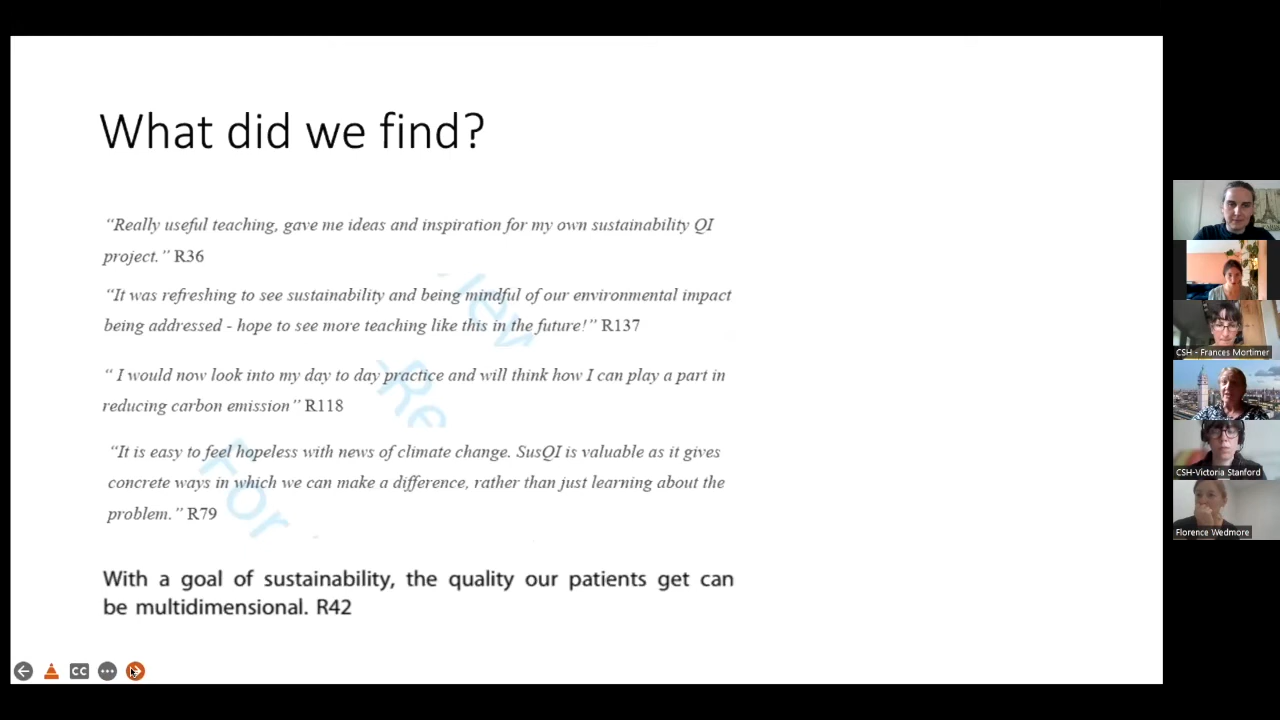 What did we find?
“Really useful teaching, gave me ideas and inspiration for my own sustainability QI
project.” R36
“It was refreshing to see sustainability and being mindful of our environmental impact
being addressed - hope to see more teaching like this in the future!” R137
“ I would now look into my day to day practice and will think how I can play a part in
reducing carbon emission” R118
“It is easy to feel hopeless with news of climate change. SusQI is valuable as it gives
concrete ways in which we can make a difference, rather than just learning about the
problem.” R79
With a goal of sustainability, the quality our patients get can
be multidimensional. R42
For
-Re
iew
CC
CSH - Frances Mortimer
CSH-Victoria Stanford
Florence Wedmore